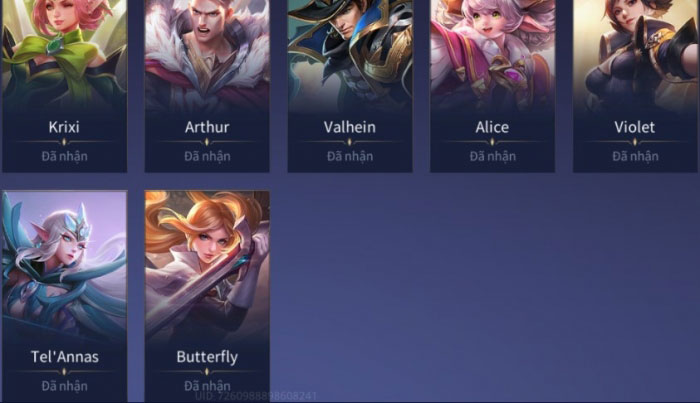 Krixi
Đã nhận
Arthur
Đã nhận
Valhein
Đã nhận
Alice
Đã nhận
Violet
Đã nhận
Tel'Annas
Đã nhận
Butterfly
Đã nhận
UID: 7260988898608241